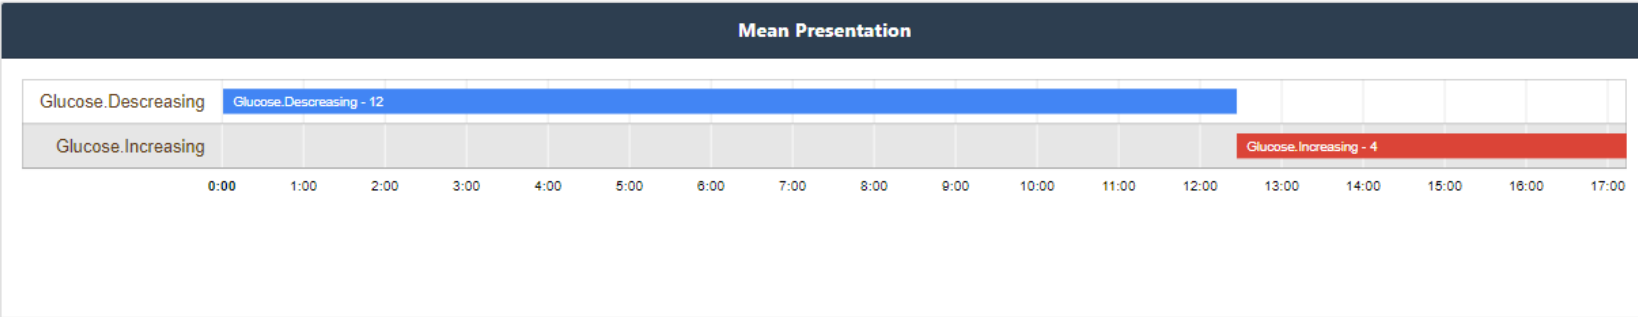 Mean Presentation
Glucose.Descreasing
Glucose.Descreasing - 12
Glucose.Increasing
Glucose.Increasing - 4
0:00 1:00 2:00 3:00 4:00 5:00 6:00 7:00 8:00 9:00 10:00 11:00 12:00 13:00 14:00 15:00 16:00 17:00